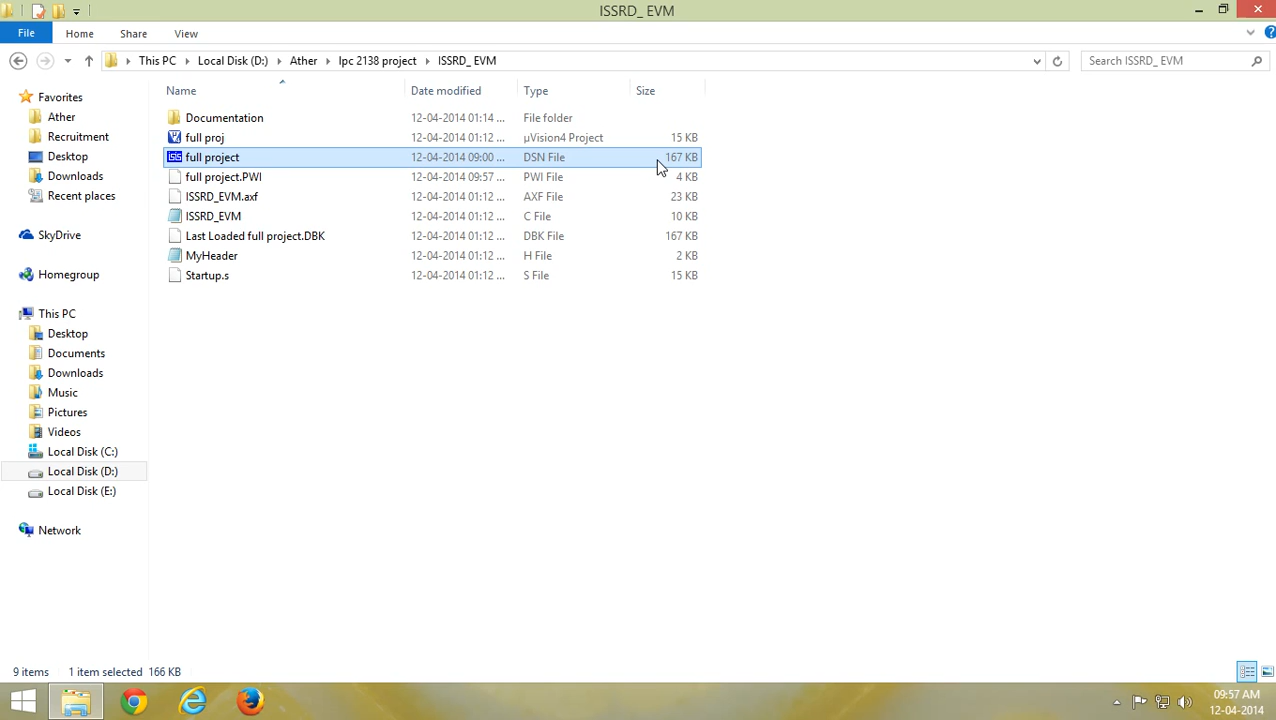 ISSRD_ EVM
File Home Share View
This PC Local Disk (D:) Ather lpc 2138 project ISSRD_ EVM Search ISSRD_ EVM
Name Date modified Type Size
Documentation 12-04-2014 01:14 ... File folder
full proj 12-04-2014 01:12 ... µVision4 Project 15 KB
full project 12-04-2014 09:00 ... DSN File 167 KB
full project.PWI 12-04-2014 09:57 ... PWI File 4 KB
ISSRD_EVM.axf 12-04-2014 01:12 ... AXF File 23 KB
ISSRD_EVM 12-04-2014 01:12 ... C File 10 KB
Last Loaded full project.DBK 12-04-2014 01:12 ... DBK File 167 KB
MyHeader 12-04-2014 01:12 ... H File 2 KB
Startup.s 12-04-2014 01:12 ... S File 15 KB
Favorites
Ather
Recruitment
Desktop
Downloads
Recent places
SkyDrive
Homegroup
This PC
Desktop
Documents
Downloads
Music
Pictures
Videos
Local Disk (C:)
Local Disk (D:)
Local Disk (E:)
Network
9 items 1 item selected 166 KB
09:57 AM
12-04-2014